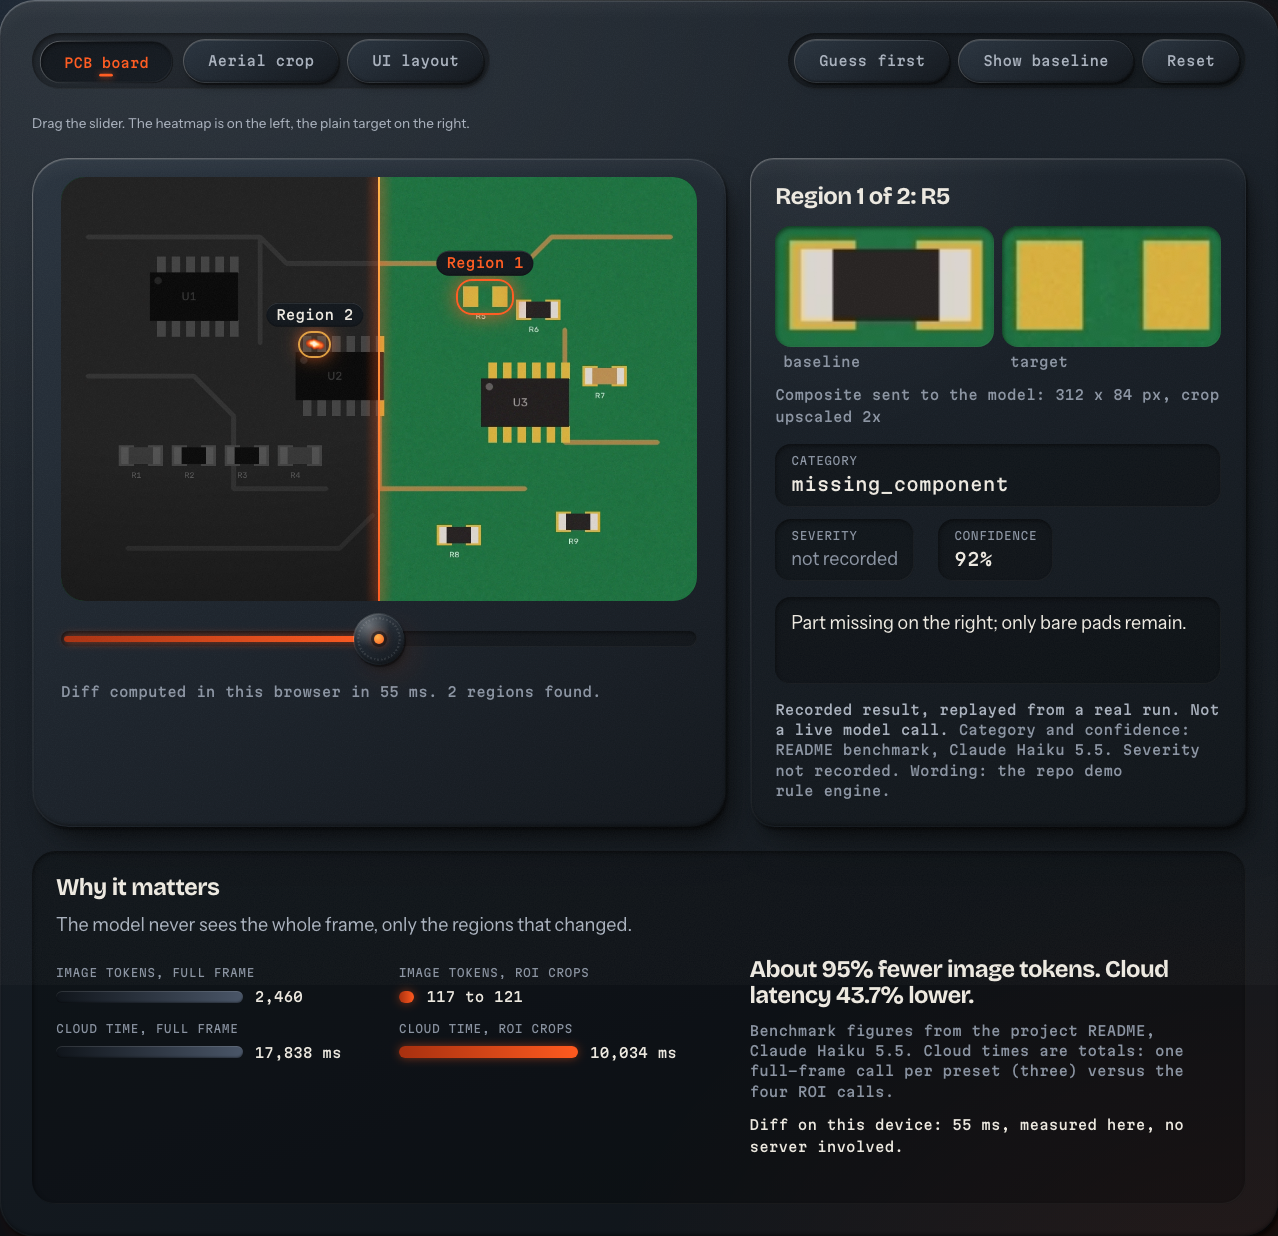 PCB board
Aerial crop
UI layout
Guess first
Show baseline
Reset
Drag the slider. The heatmap is on the left, the plain target on the right.
Region 1
R5
R6
U1
Region 2
U2
U3
R7
R1
R2
R3
R4
R8
R9
Diff computed in this browser in 55 ms. 2 regions found.
Region 1 of 2: R5
baseline
target
Composite sent to the model: 312 x 84 px, crop
upscaled 2x
CATEGORY
missing_component
SEVERITY
not recorded
CONFIDENCE
92%
Part missing on the right; only bare pads remain.
Recorded result, replayed from a real run. Not
a live model call. Category and confidence:
README benchmark, Claude Haiku 5.5. Severity
not recorded. Wording: the repo demo
rule engine.
Why it matters
The model never sees the whole frame, only the regions that changed.
IMAGE TOKENS, FULL FRAME
2,460
IMAGE TOKENS, ROI CROPS
117 to 121
CLOUD TIME, FULL FRAME
17,838 ms
CLOUD TIME, ROI CROPS
10,034 ms
About 95% fewer image tokens. Cloud
latency 43.7% lower.
Benchmark figures from the project README,
Claude Haiku 5.5. Cloud times are totals: one
full-frame call per preset (three) versus the
four ROI calls.
Diff on this device: 55 ms, measured here, no
server involved.